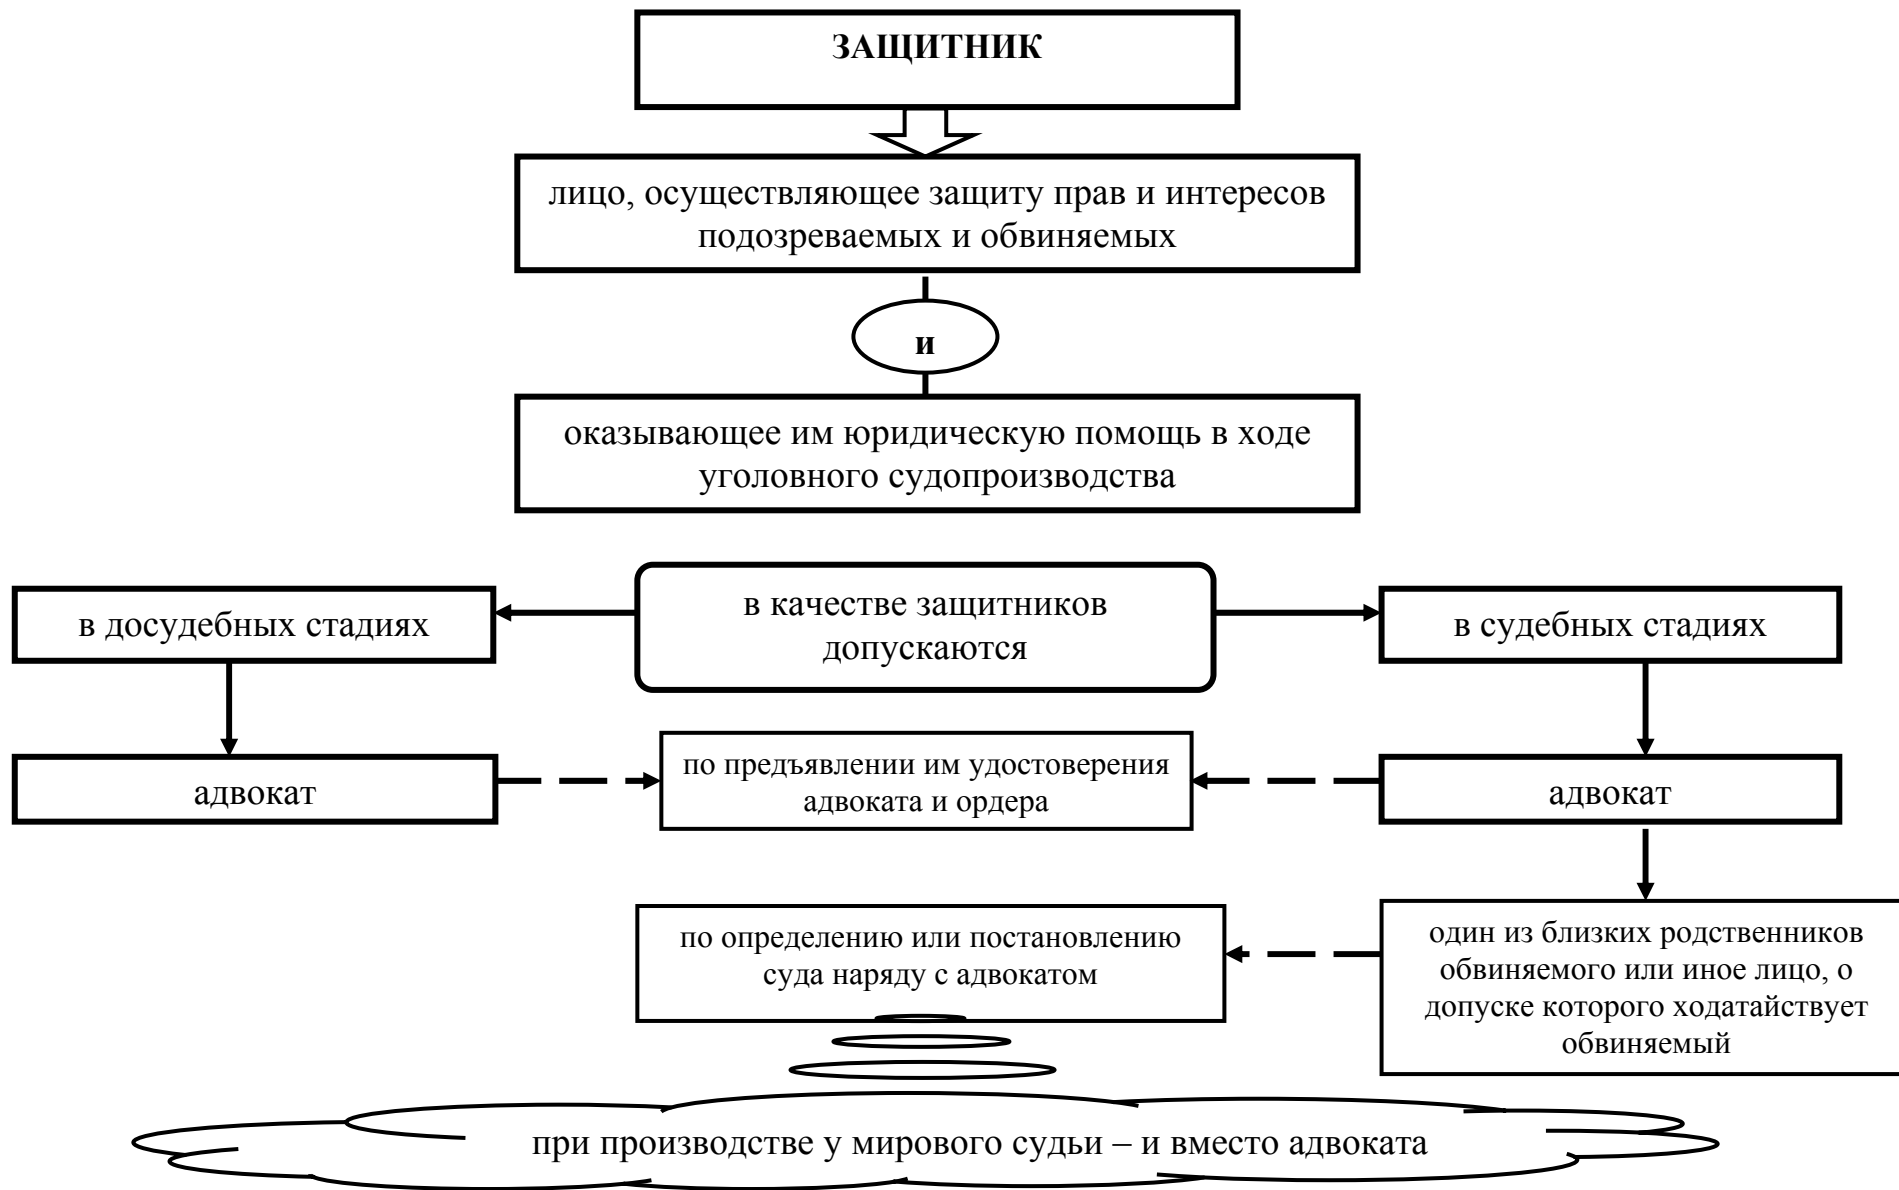 ЗАЩИТНИК
лицо, осуществляющее защиту прав и интересов
подозреваемых и обвиняемых
и
оказывающее им юридическую помощь в ходе
уголовного судопроизводства
в качестве защитников
допускаются
в досудебных стадиях
в судебных стадиях
адвокат
по предъявлении им удостоверения
адвоката и ордера
адвокат
по определению или постановлению
суда наряду с адвокатом
один из близких родственников
обвиняемого или иное лицо, о
допуске которого ходатайствует
обвиняемый
при производстве у мирового судьи – и вместо адвоката